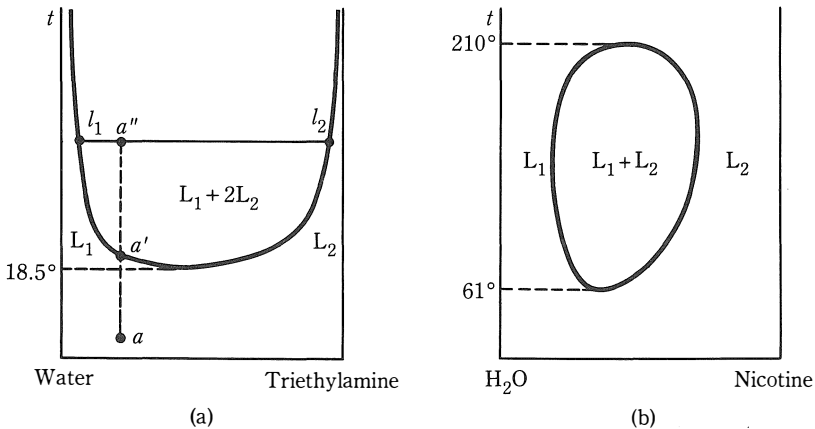 t
l₁ a″ l₂
L₁ + 2L₂
L₁ a′ L₂
18.5°
a
Water Triethylamine
(a)
t
210°
L₁ L₁ + L₂ L₂
61°
H₂O Nicotine
(b)